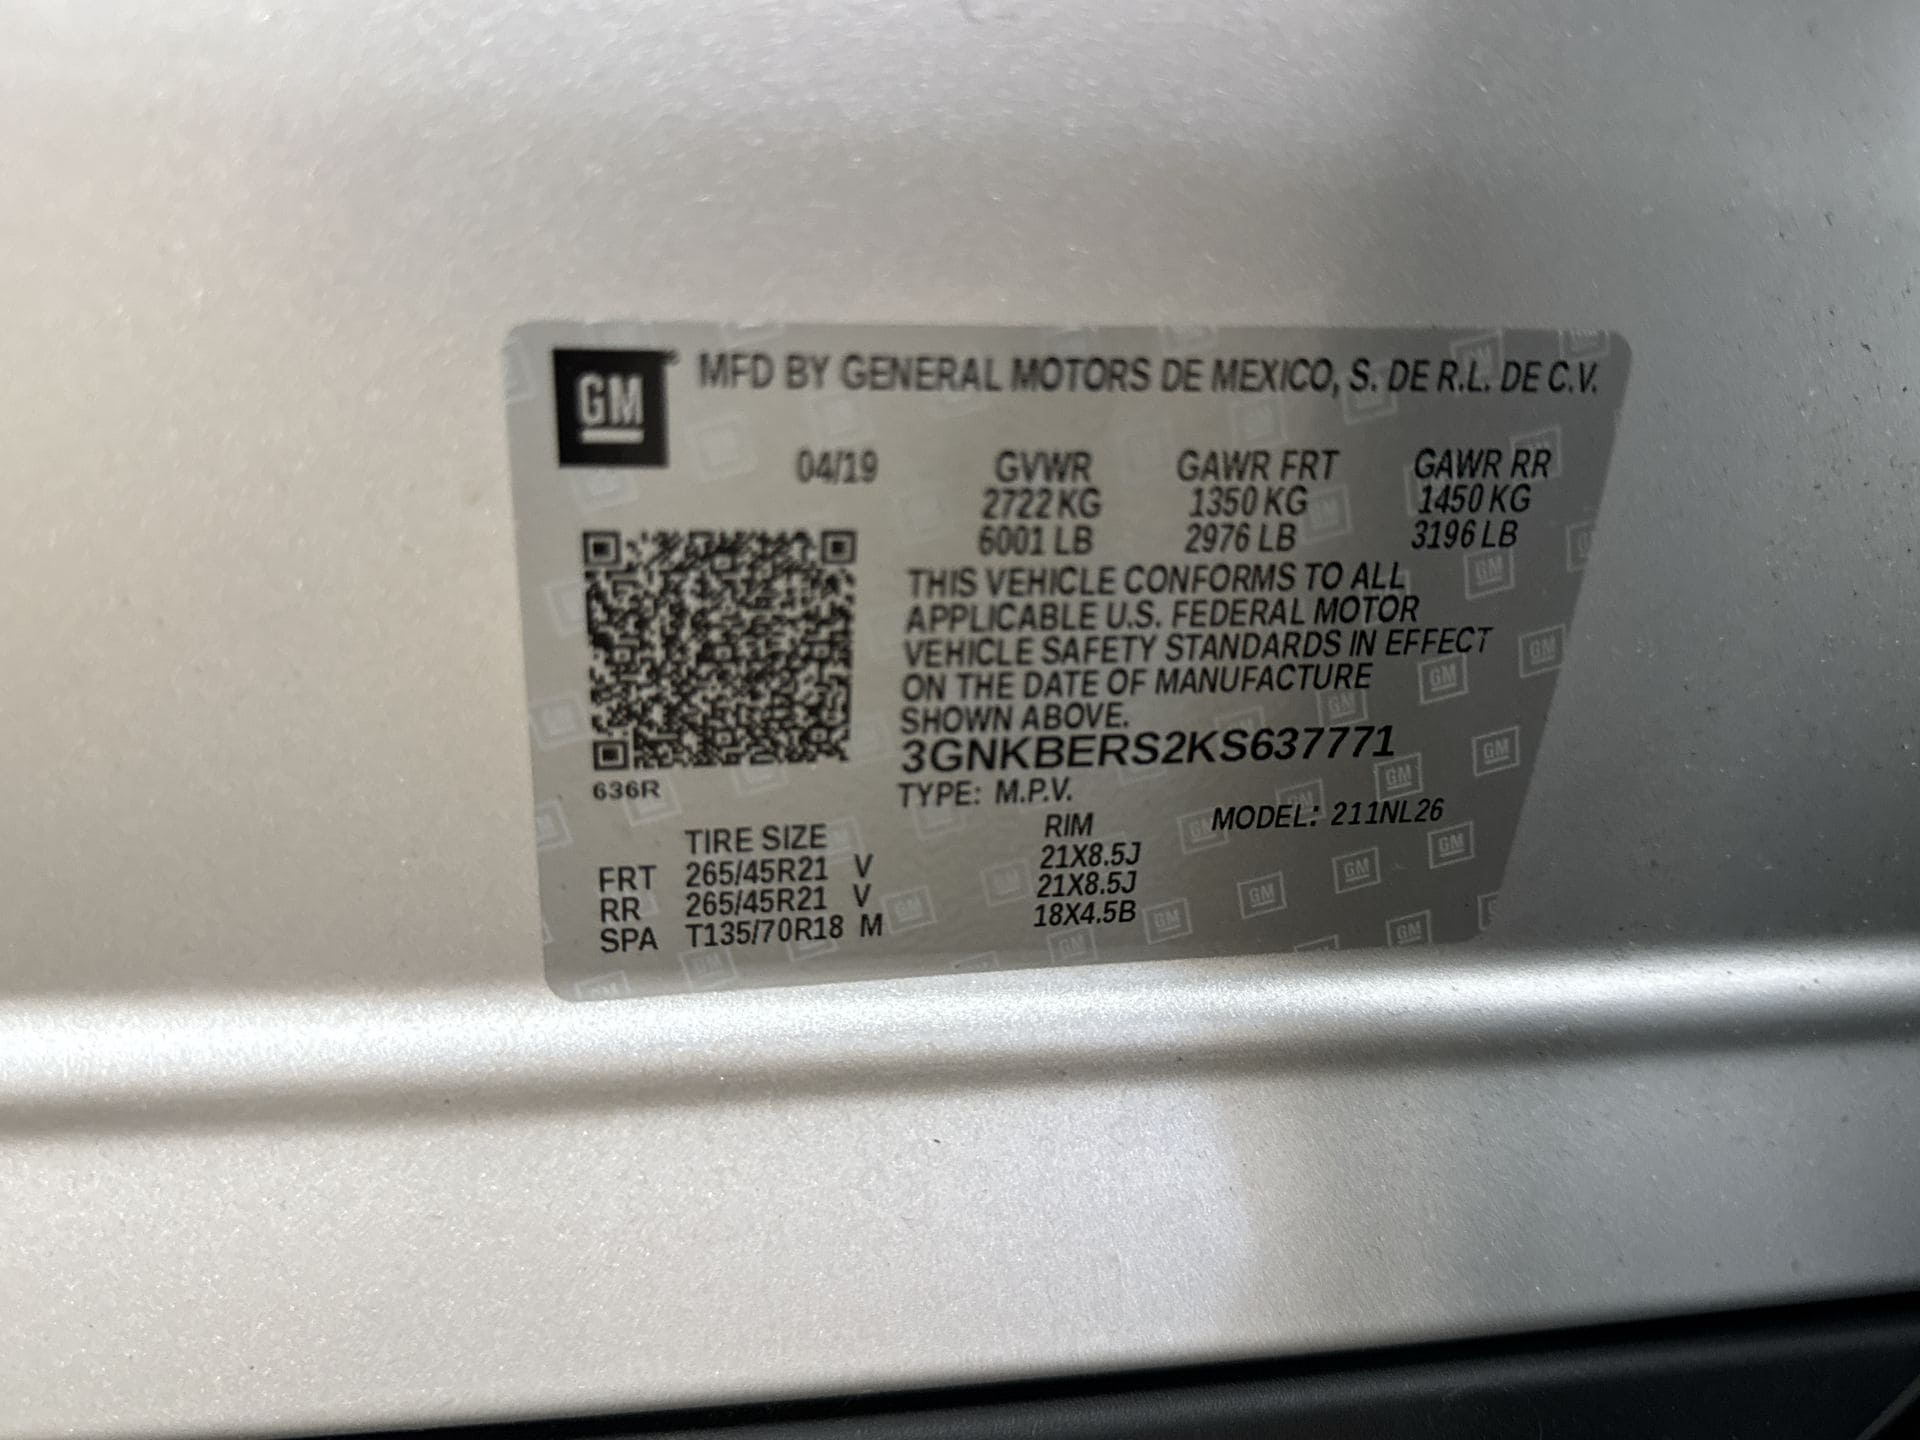 GM
MFD BY GENERAL MOTORS DE MEXICO, S. DE R.L. DE C.V.
04/19 GVWR GAWR FRT GAWR RR
2722 KG 1350 KG 1450 KG
6001 LB 2976 LB 3196 LB
THIS VEHICLE CONFORMS TO ALL
APPLICABLE U.S. FEDERAL MOTOR
VEHICLE SAFETY STANDARDS IN EFFECT
ON THE DATE OF MANUFACTURE
SHOWN ABOVE.
3GNKBERS2KS637771
636R
TYPE: M.P.V. MODEL: 211NL26
TIRE SIZE RIM
FRT 265/45R21 V 21X8.5J
RR 265/45R21 V 21X8.5J
SPA T135/70R18 M 18X4.5B